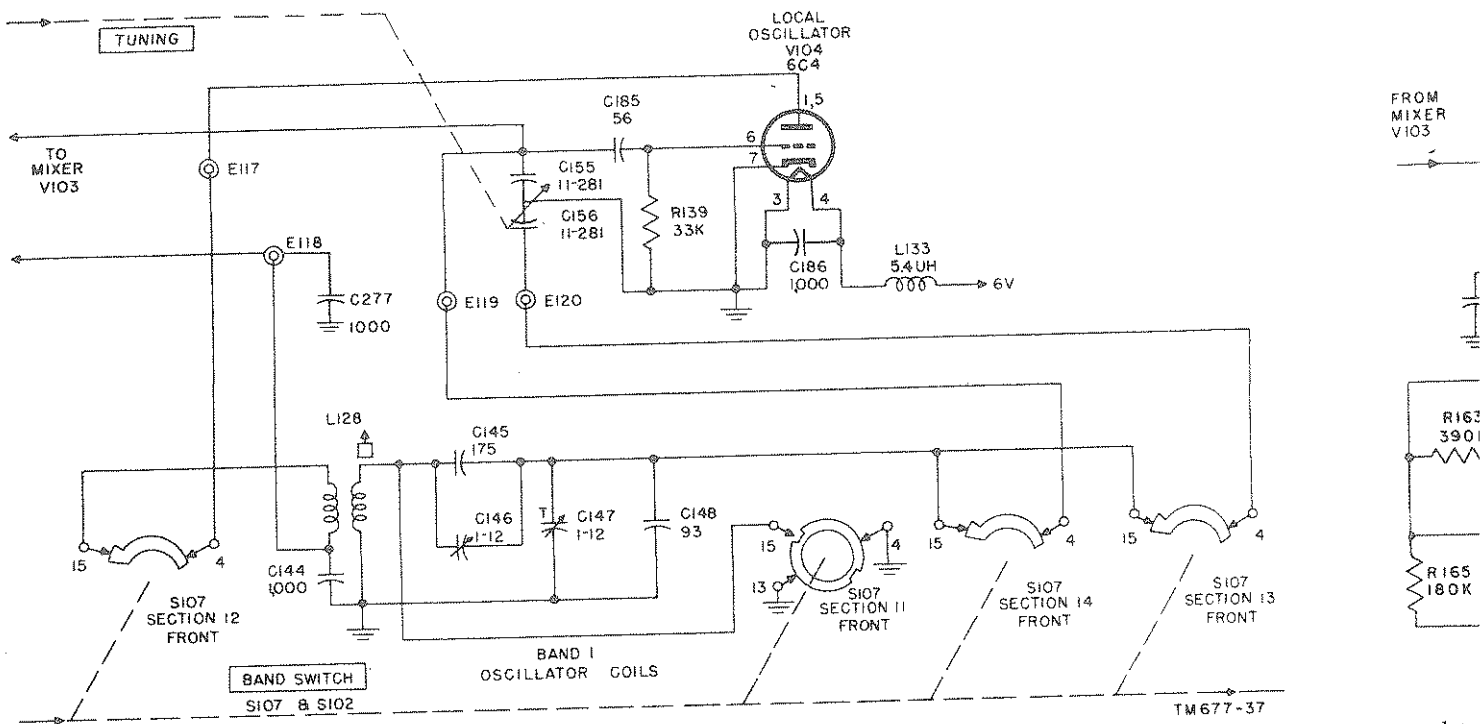 TUNING
LOCAL
OSCILLATOR
V104
6C4
1,5
C185
56
6
7
TO
MIXER
V103
E117
C155
11-281
C156
11-281
R139
33K
3
4
FROM
MIXER
V103
E118
C277
1000
E119
E120
C186
1,000
L133
5.4UH
6V
L128
C145
175
C146
1-12
T
C147
1-12
C148
93
R163
390
15
4
C144
1,000
15
4
13
15
4
15
4
S107
SECTION 12
FRONT
S107
SECTION 11
FRONT
S107
SECTION 14
FRONT
S107
SECTION 13
FRONT
R165
180K
BAND SWITCH
S107 & S102
BAND I
OSCILLATOR COILS
TM677-37